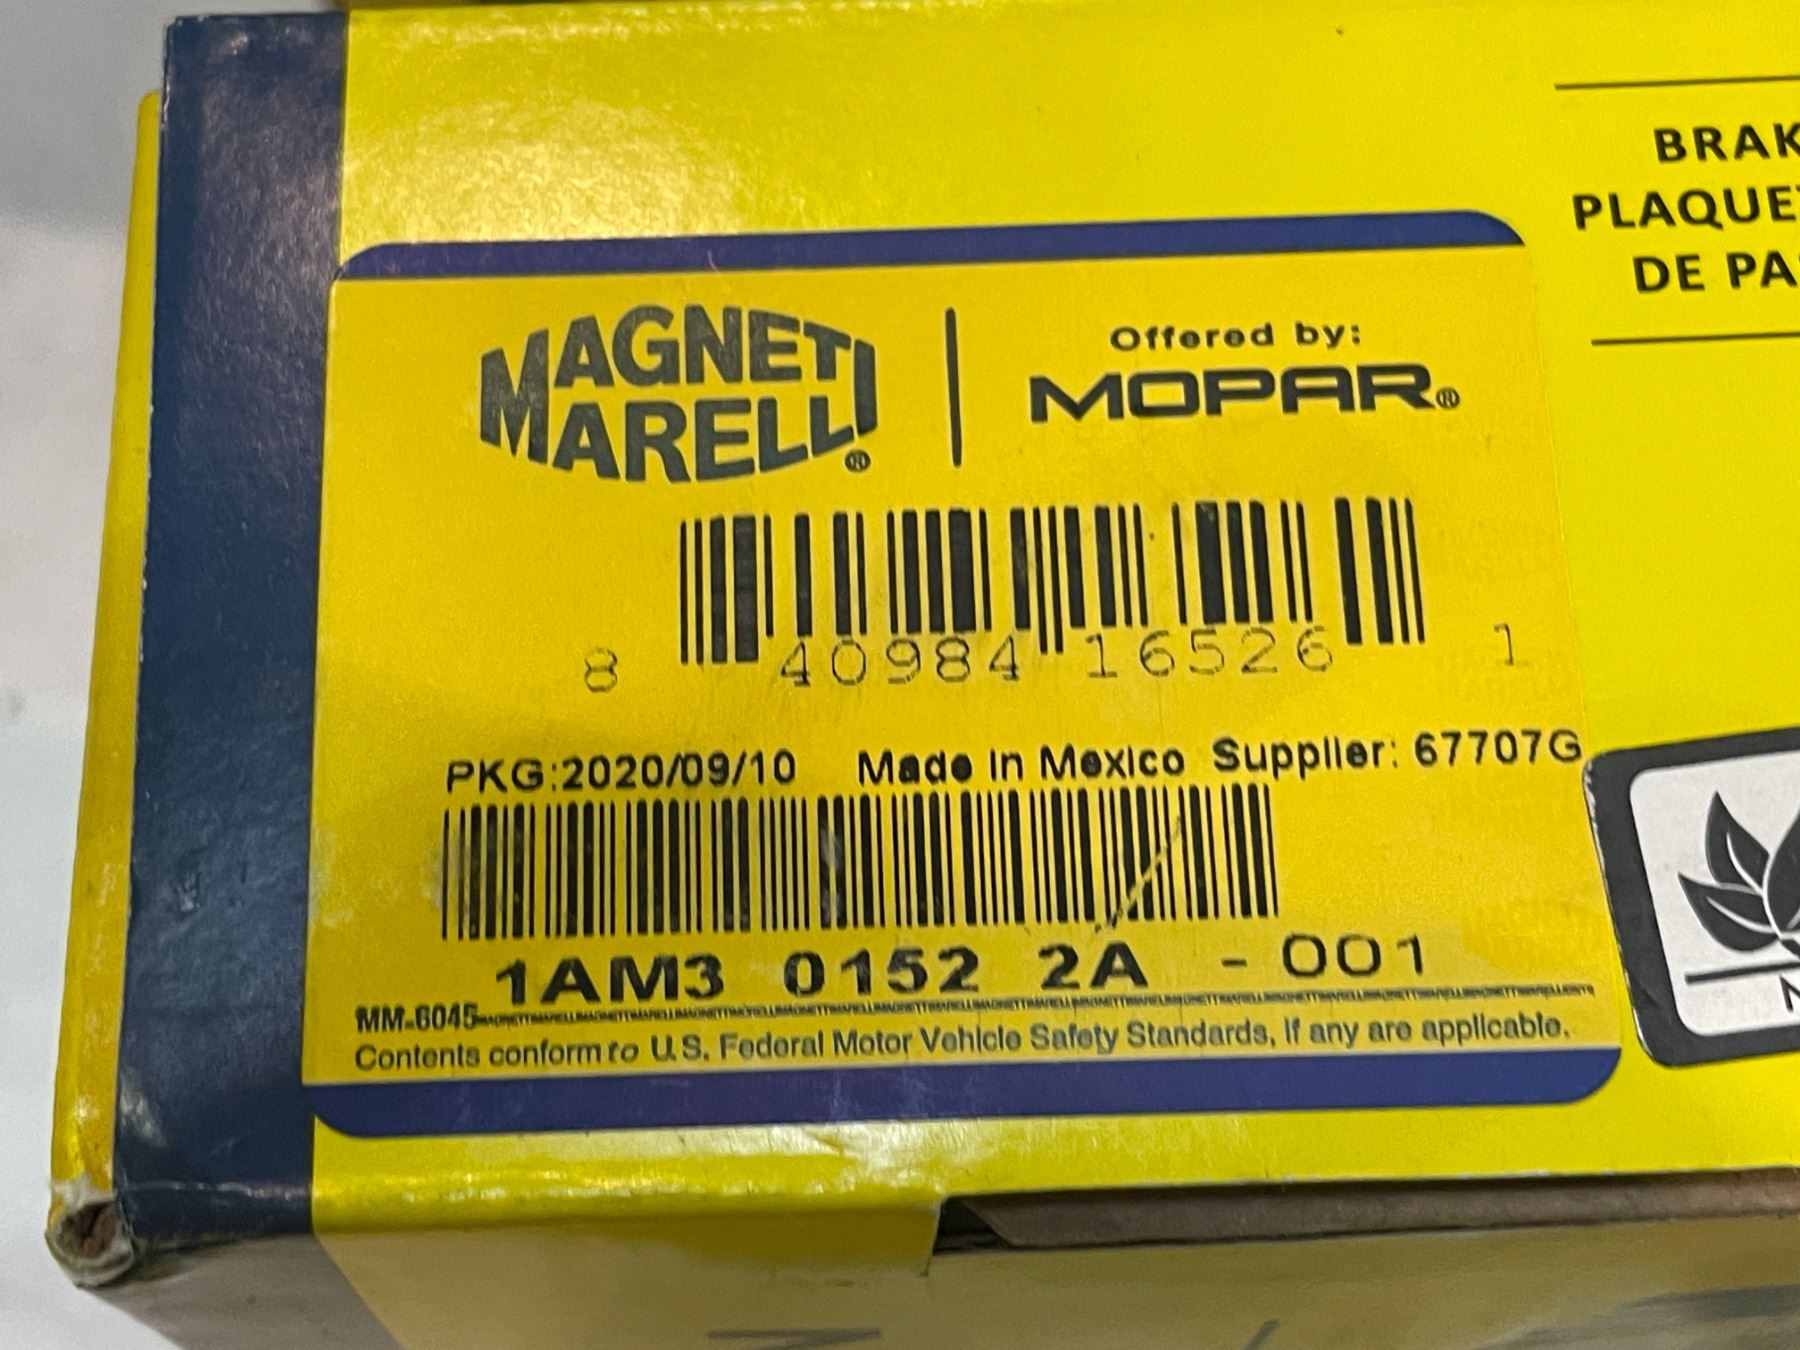 BRAK
PLAQUET
DE PA
MAGNETI
MARELLI®
Offered by:
MOPAR®
8 40984 16526 1
PKG:2020/09/10 Made in Mexico Supplier: 67707G
1AM3 0152 2A - 001
MM-6045
Contents conform to U.S. Federal Motor Vehicle Safety Standards, if any are applicable.